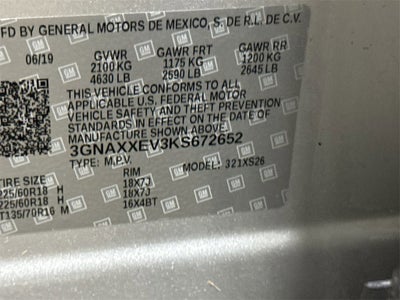 MFD BY GENERAL MOTORS DE MEXICO, S. DE R.L. DE C.V.
06/19 GVWR GAWR FRT GAWR RR
2100 KG 1175 KG 1200 KG
4630 LB 2590 LB 2645 LB
THIS VEHICLE CONFORMS TO ALL
APPLICABLE U.S. FEDERAL MOTOR
VEHICLE SAFETY AND THEFT
PREVENTION STANDARDS IN EFFECT
ON THE DATE OF MANUFACTURE
SHOWN ABOVE.
3GNAXXEV3KS672652
TYPE: M.P.V. MODEL: 321XS26
TIRE SIZE RIM
225/60R18 H 18X7J
225/60R18 H 18X7J
T135/70R16 M 16X4BT